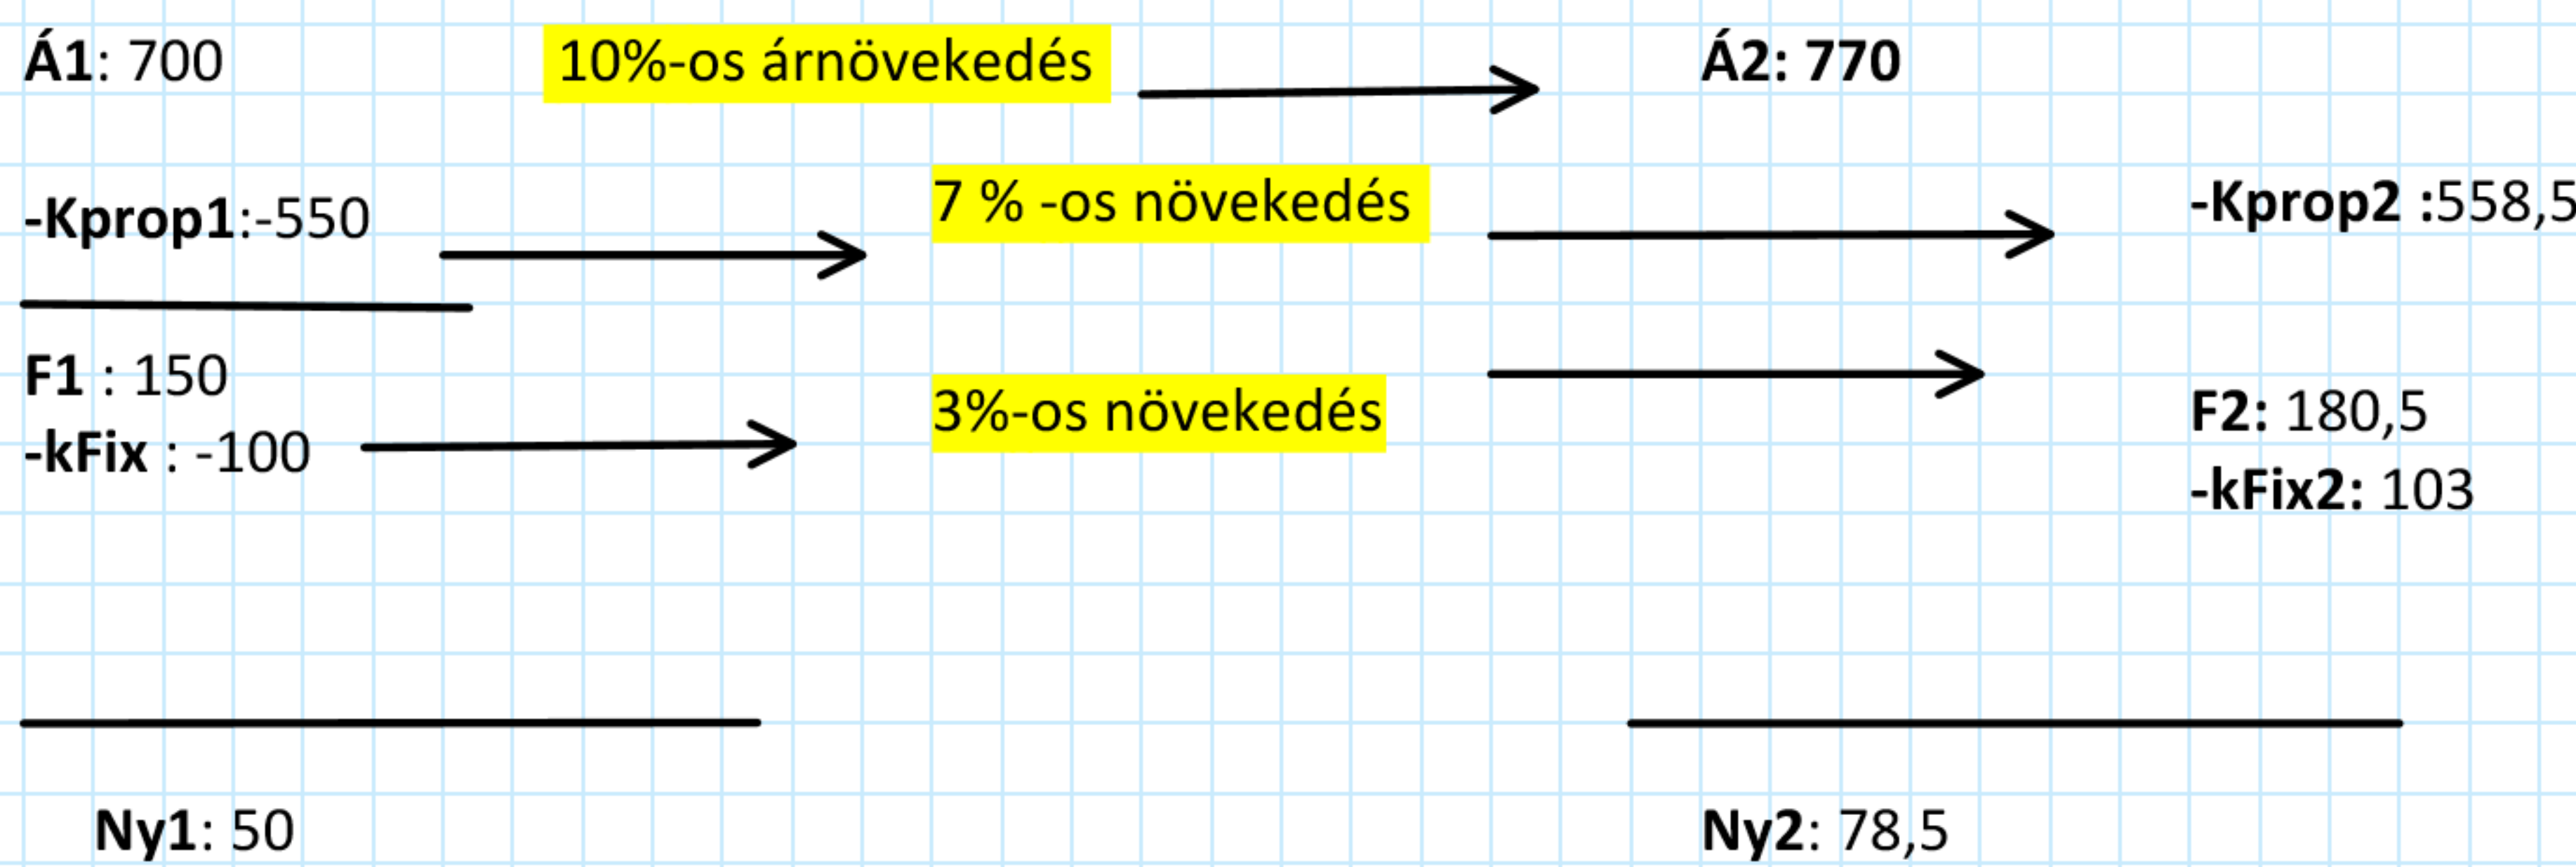 Á1: 700 10%-os árnövekedés Á2: 770
-Kprop1:-550 7 % -os növekedés -Kprop2 :558,5
F1 : 150
3%-os növekedés F2: 180,5
-kFix : -100
-kFix2: 103
Ny1: 50 Ny2: 78,5